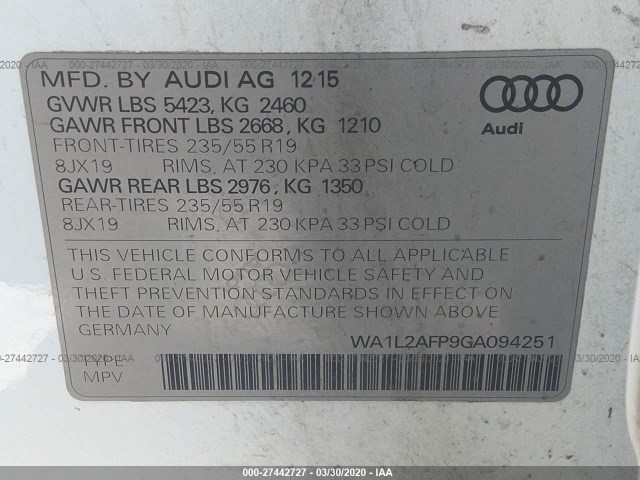 MFD. BY AUDI AG 12 15
GVWR LBS 5423, KG 2460
GAWR FRONT LBS 2668, KG 1210
FRONT-TIRES 235/55 R19
8JX19 RIMS, AT 230 KPA 33 PSI COLD
GAWR REAR LBS 2976, KG 1350
REAR-TIRES 235/55 R19
8JX19 RIMS, AT 230 KPA 33 PSI COLD
Audi
THIS VEHICLE CONFORMS TO ALL APPLICABLE
U.S. FEDERAL MOTOR VEHICLE SAFETY AND
THEFT PREVENTION STANDARDS IN EFFECT ON
THE DATE OF MANUFACTURE SHOWN ABOVE
GERMANY
WA1L2AFP9GA094251
TYPE
MPV
000-27442727 - 03/30/2020 - IAA